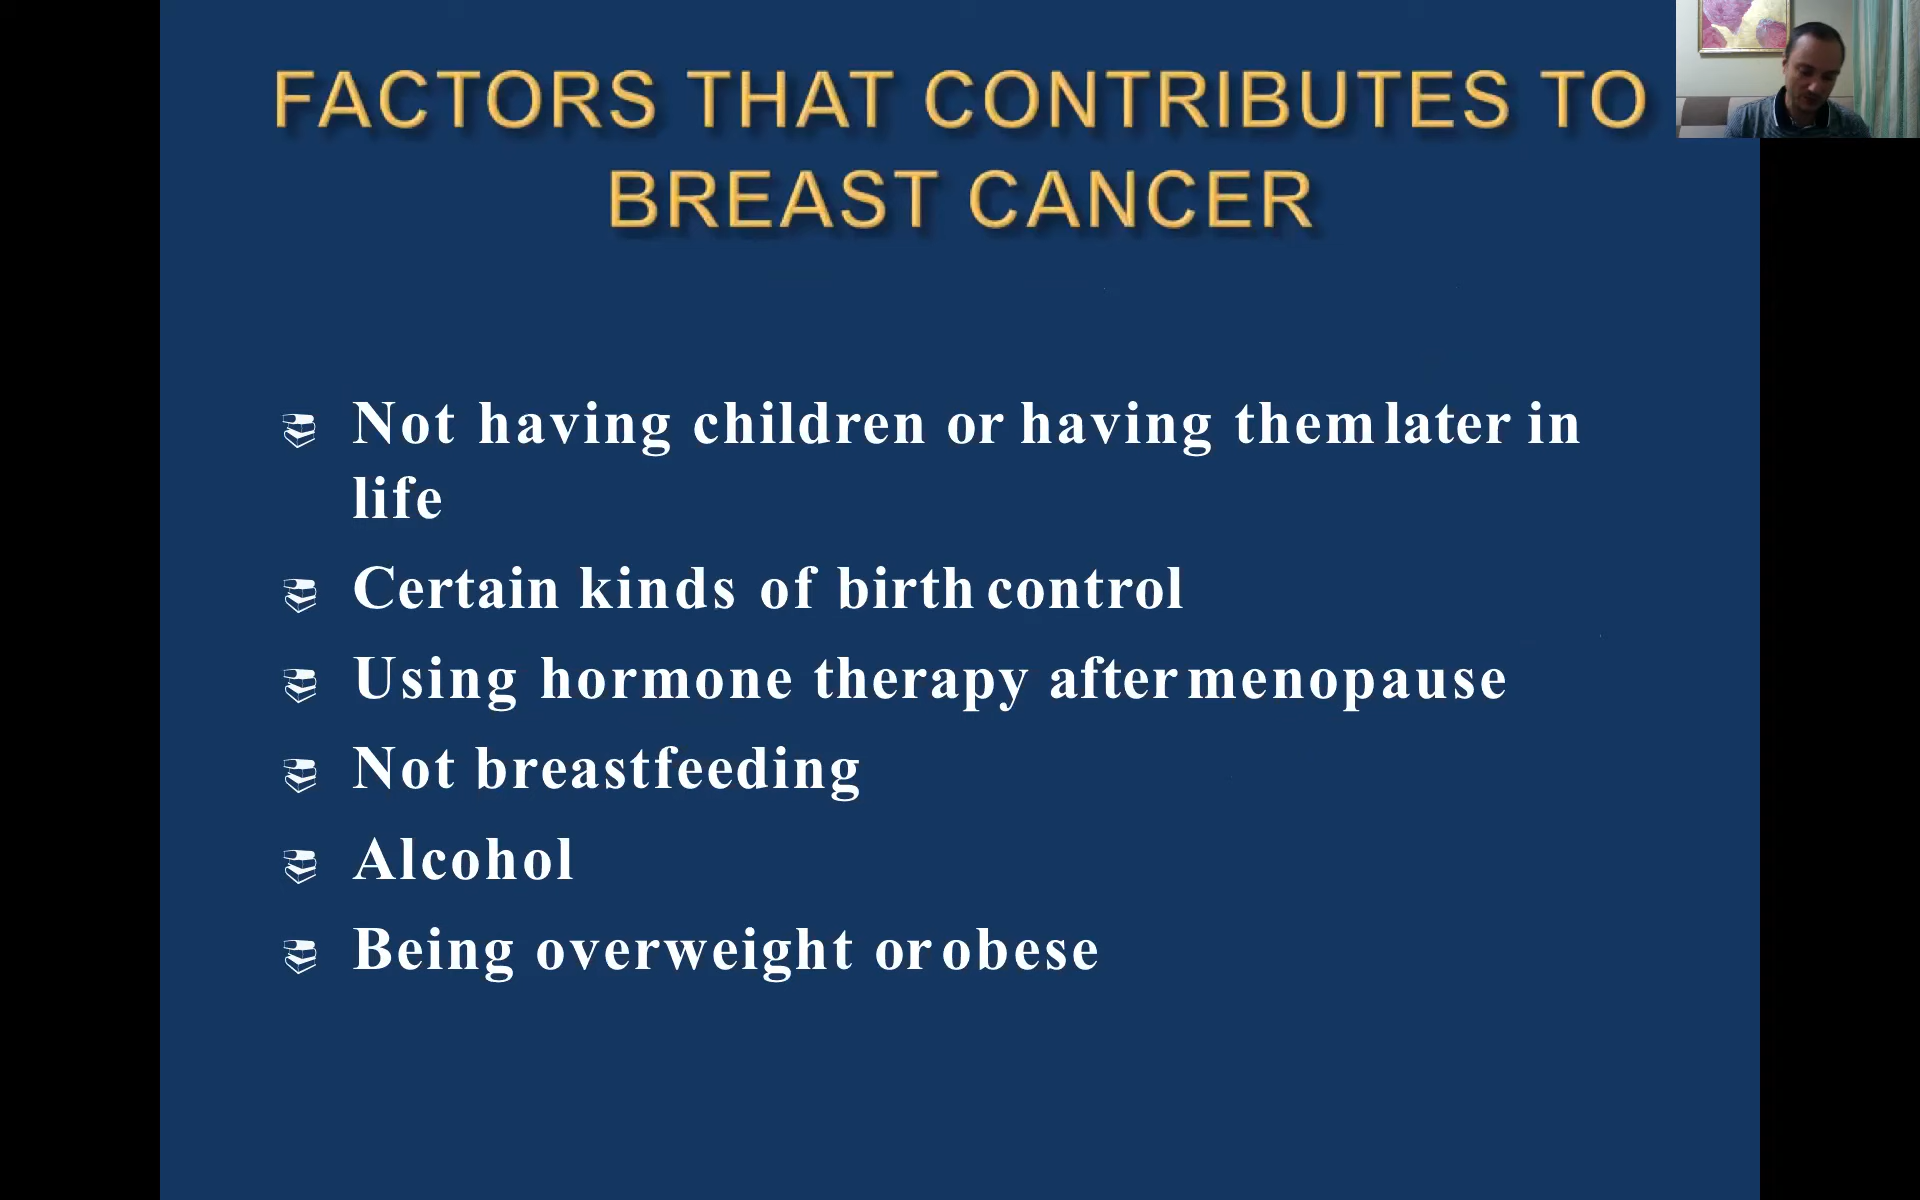 FACTORS THAT CONTRIBUTES TO
BREAST CANCER
Not having children or having them later in
life
Certain kinds of birth control
Using hormone therapy after menopause
Not breastfeeding
Alcohol
Being overweight or obese